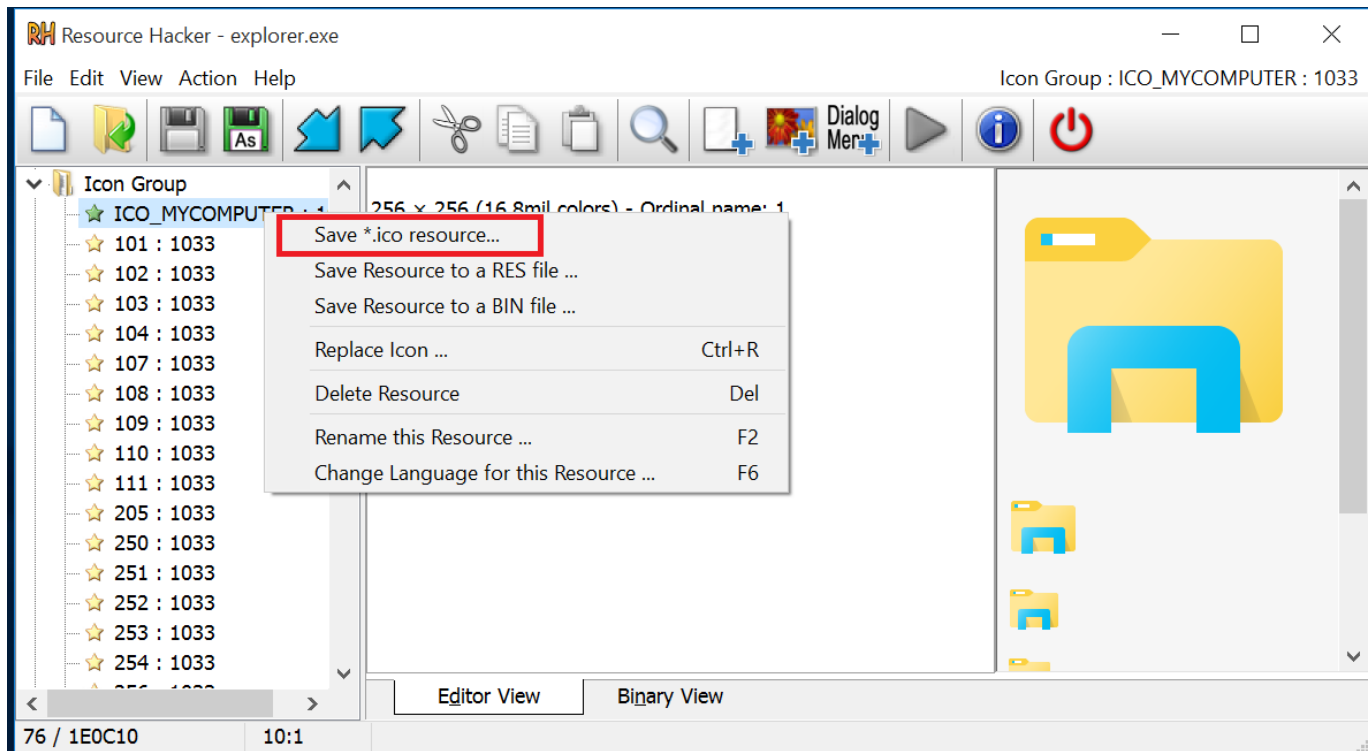 RH Resource Hacker - explorer.exe
File Edit View Action Help
Icon Group : ICO_MYCOMPUTER : 1033
As
Dialog
Icon Group
ICO_MYCOMPUTER : 1
256 × 256 (16.8mil colors) - Ordinal name: 1
101 : 1033
102 : 1033
103 : 1033
104 : 1033
107 : 1033
108 : 1033
109 : 1033
110 : 1033
111 : 1033
205 : 1033
250 : 1033
251 : 1033
252 : 1033
253 : 1033
254 : 1033
Save *.ico resource...
Save Resource to a RES file ...
Save Resource to a BIN file ...
Replace Icon ... Ctrl+R
Delete Resource Del
Rename this Resource ... F2
Change Language for this Resource ... F6
Editor View Binary View
76 / 1E0C10 10:1